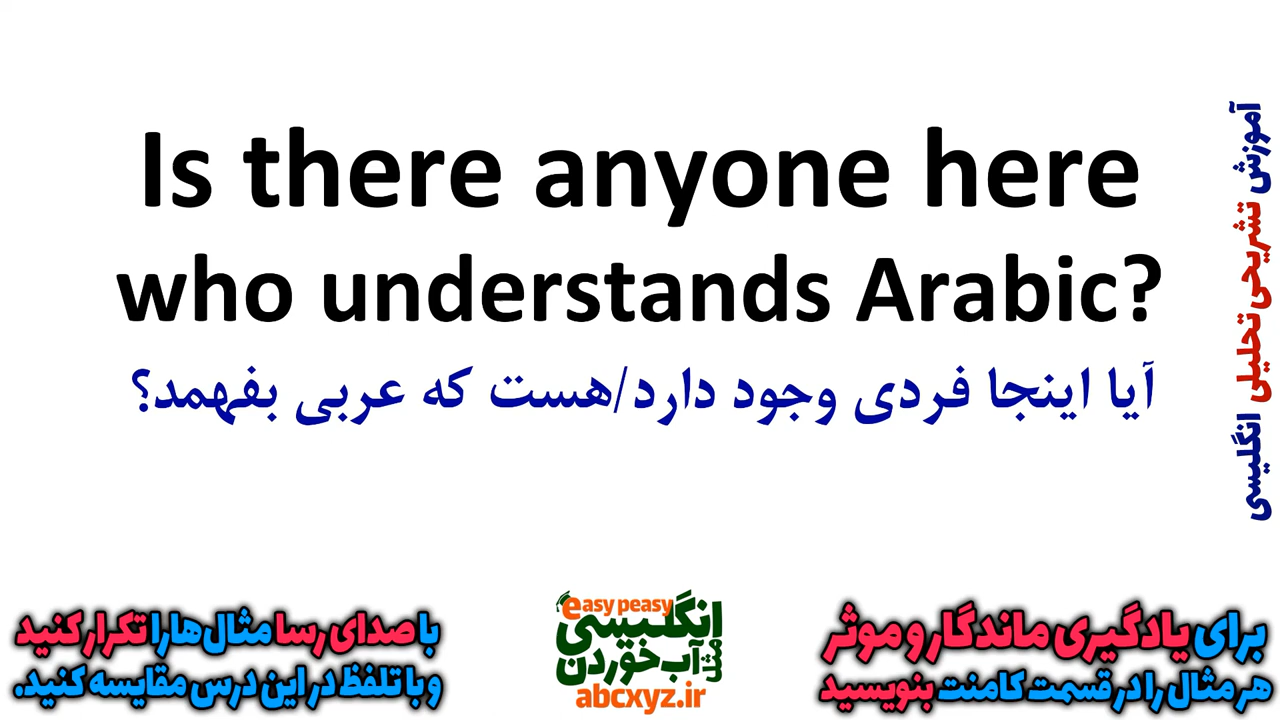 Is there anyone here
who understands Arabic?
آیا اینجا فردی وجود دارد/هست که عربی بفهمد؟
آموزش تشریحی تحلیلی انگلیسی
برای یادگیری ماندگار و موثر
هر مثال را در قسمت کامنت بنویسید
easy peasy
انگلیسی
مثل آب خوردن
abcxyz.ir
با صدای رسا مثال‌ها را تکرار کنید
و با تلفظ در این درس مقایسه کنید.